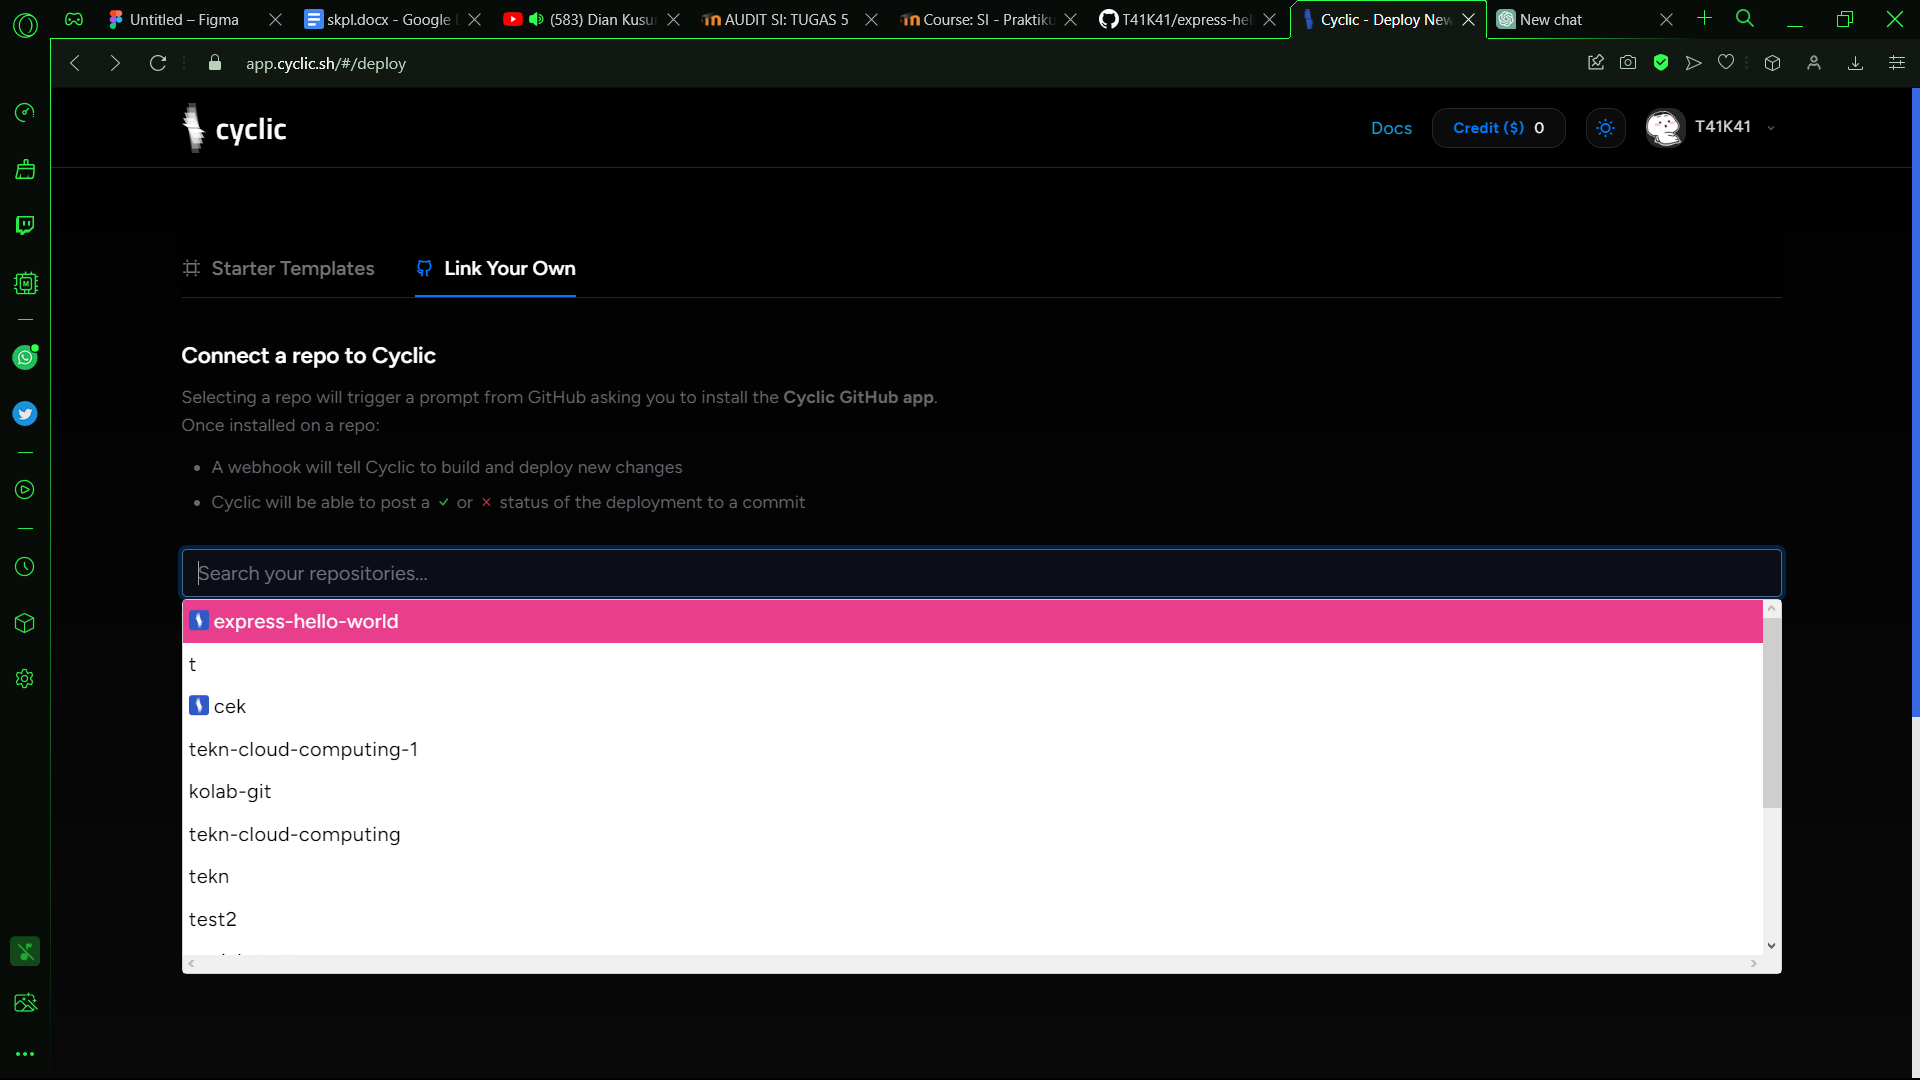 Untitled – Figma
skpl.docx - Google
(583) Dian Kusu
AUDIT SI: TUGAS 5
Course: SI - Praktiku
T41K41/express-hel
Cyclic - Deploy New
New chat
app.cyclic.sh/#/deploy
cyclic
Docs
Credit ($) 0
T41K41
Starter Templates
Link Your Own
Connect a repo to Cyclic
Selecting a repo will trigger a prompt from GitHub asking you to install the Cyclic GitHub app.
Once installed on a repo:
• A webhook will tell Cyclic to build and deploy new changes
• Cyclic will be able to post a ✓ or × status of the deployment to a commit
Search your repositories...
express-hello-world
t
cek
tekn-cloud-computing-1
kolab-git
tekn-cloud-computing
tekn
test2